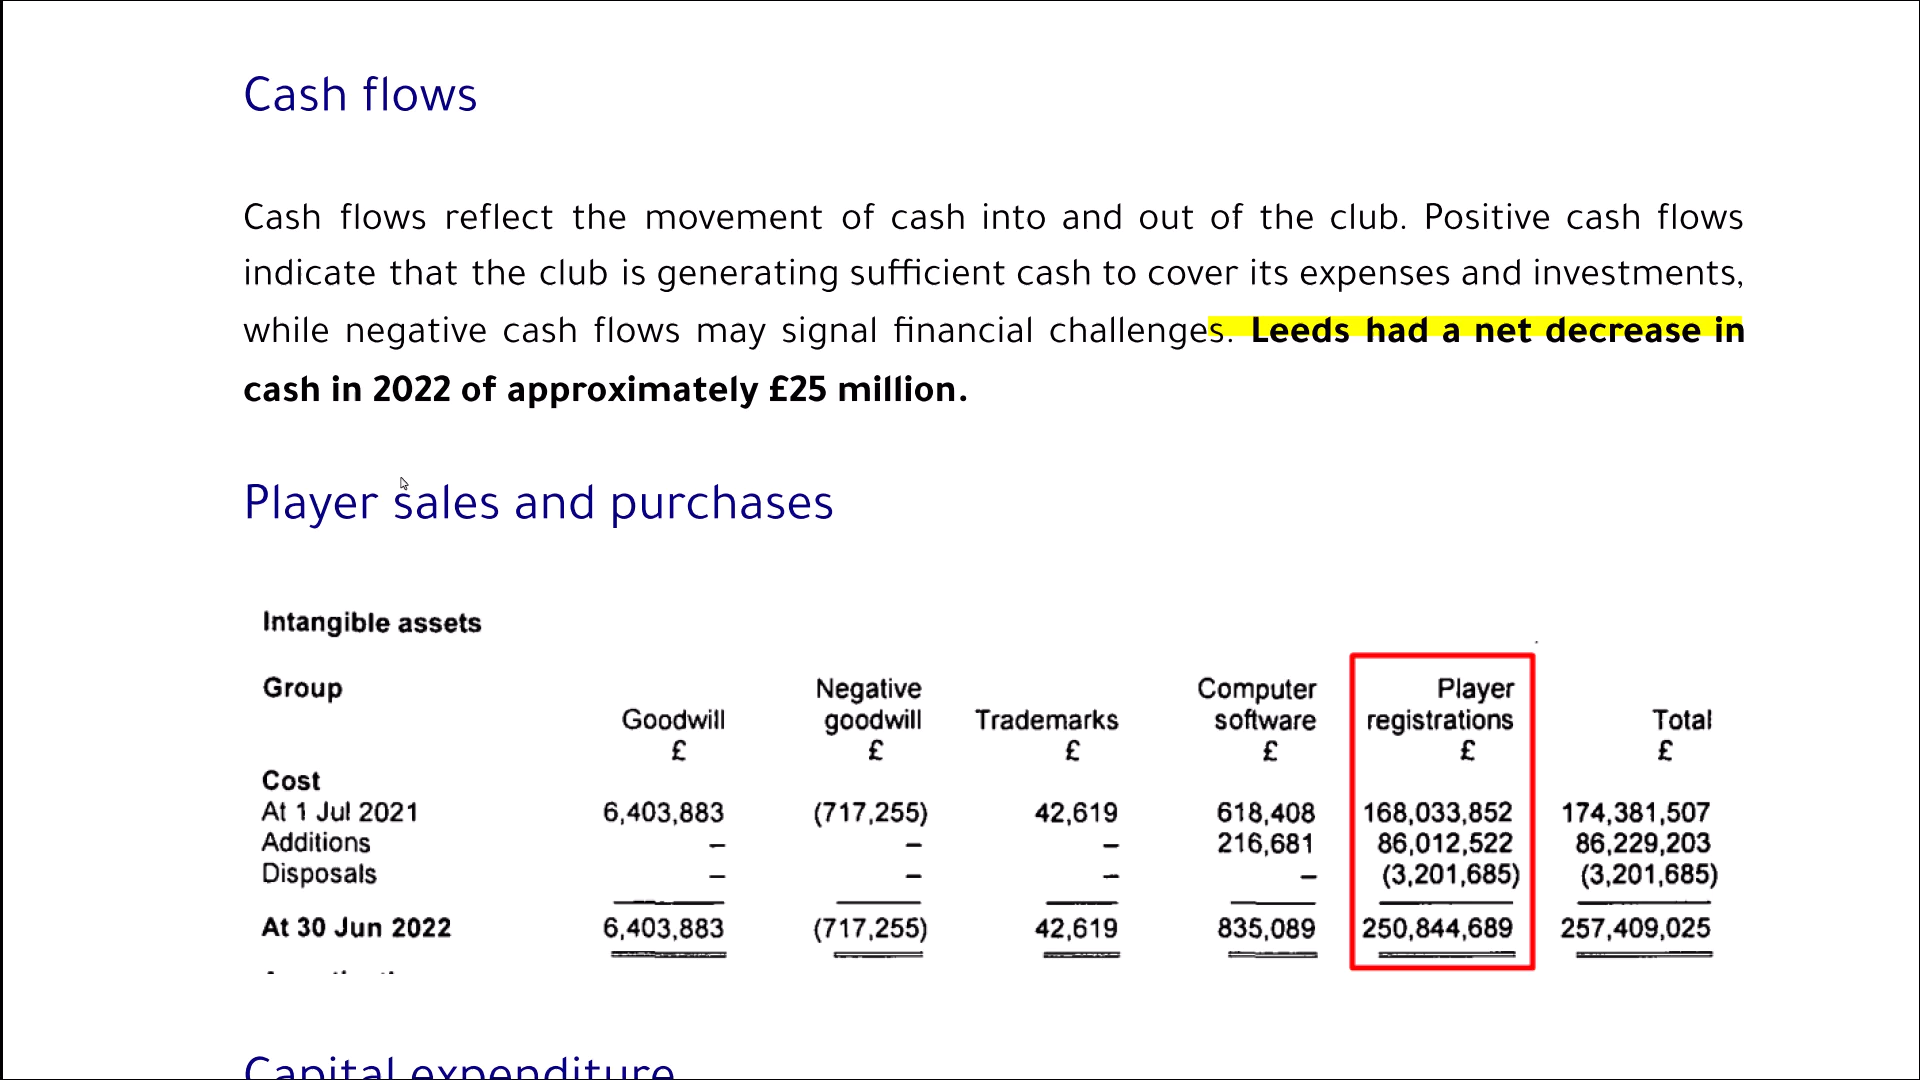 Cash flows
Cash flows reflect the movement of cash into and out of the club. Positive cash flows
indicate that the club is generating sufficient cash to cover its expenses and investments,
while negative cash flows may signal financial challenges. Leeds had a net decrease in
cash in 2022 of approximately £25 million.
Player sales and purchases
Intangible assets
Group Negative Computer Player
Goodwill goodwill Trademarks software registrations Total
£ £ £ £ £ £
Cost
At 1 Jul 2021 6,403,883 (717,255) 42,619 618,408 168,033,852 174,381,507
Additions – – – 216,681 86,012,522 86,229,203
Disposals – – – – (3,201,685) (3,201,685)
At 30 Jun 2022 6,403,883 (717,255) 42,619 835,089 250,844,689 257,409,025
Capital expenditure